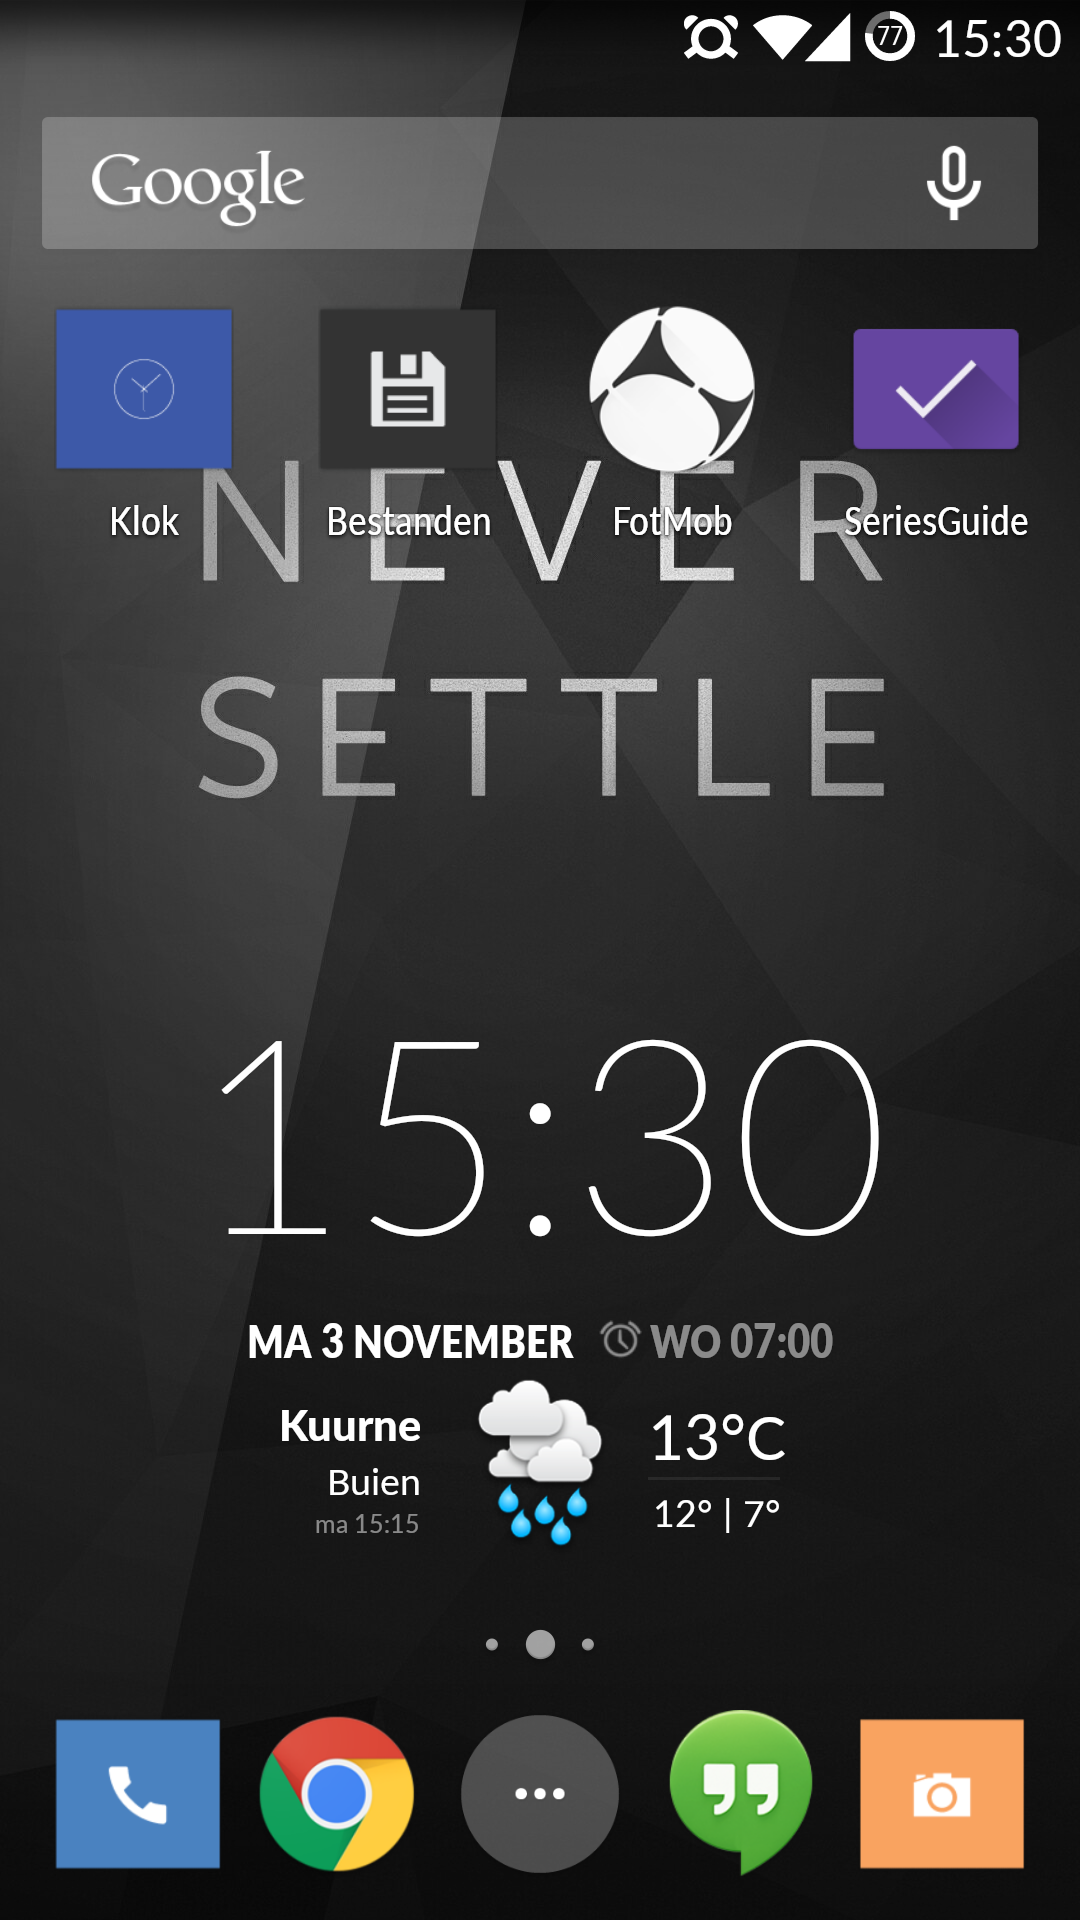 77 15:30
Google
Klok Bestanden FotMob SeriesGuide
NEVER
SETTLE
15:30
MA 3 NOVEMBER WO 07:00
Kuurne 13°C
Buien 12° | 7°
ma 15:15